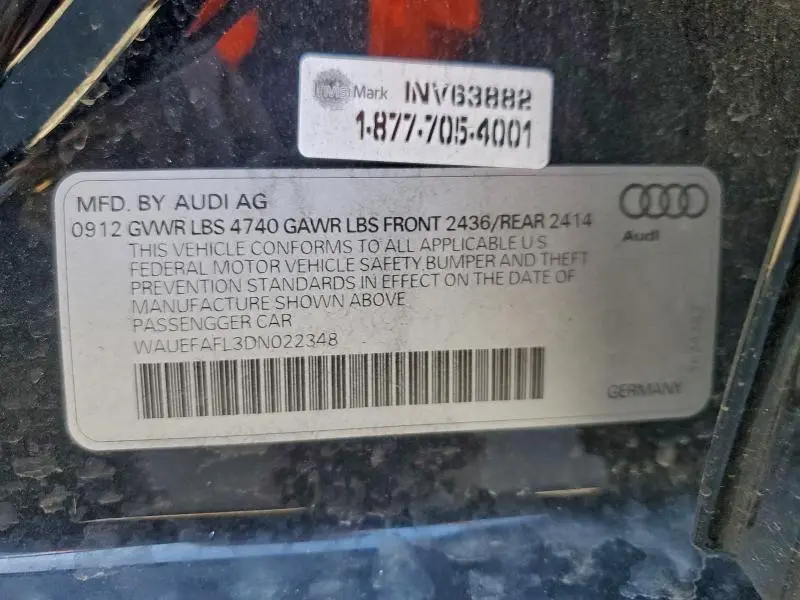 Mark INV63882
1-877-705-4001
MFD. BY AUDI AG
0912 GVWR LBS 4740 GAWR LBS FRONT 2436/REAR 2414
Audi
THIS VEHICLE CONFORMS TO ALL APPLICABLE U S
FEDERAL MOTOR VEHICLE SAFETY,BUMPER AND THEFT
PREVENTION STANDARDS IN EFFECT ON THE DATE OF
MANUFACTURE SHOWN ABOVE
PASSENGGER CAR
WAUEFAFL3DN022348
GERMANY